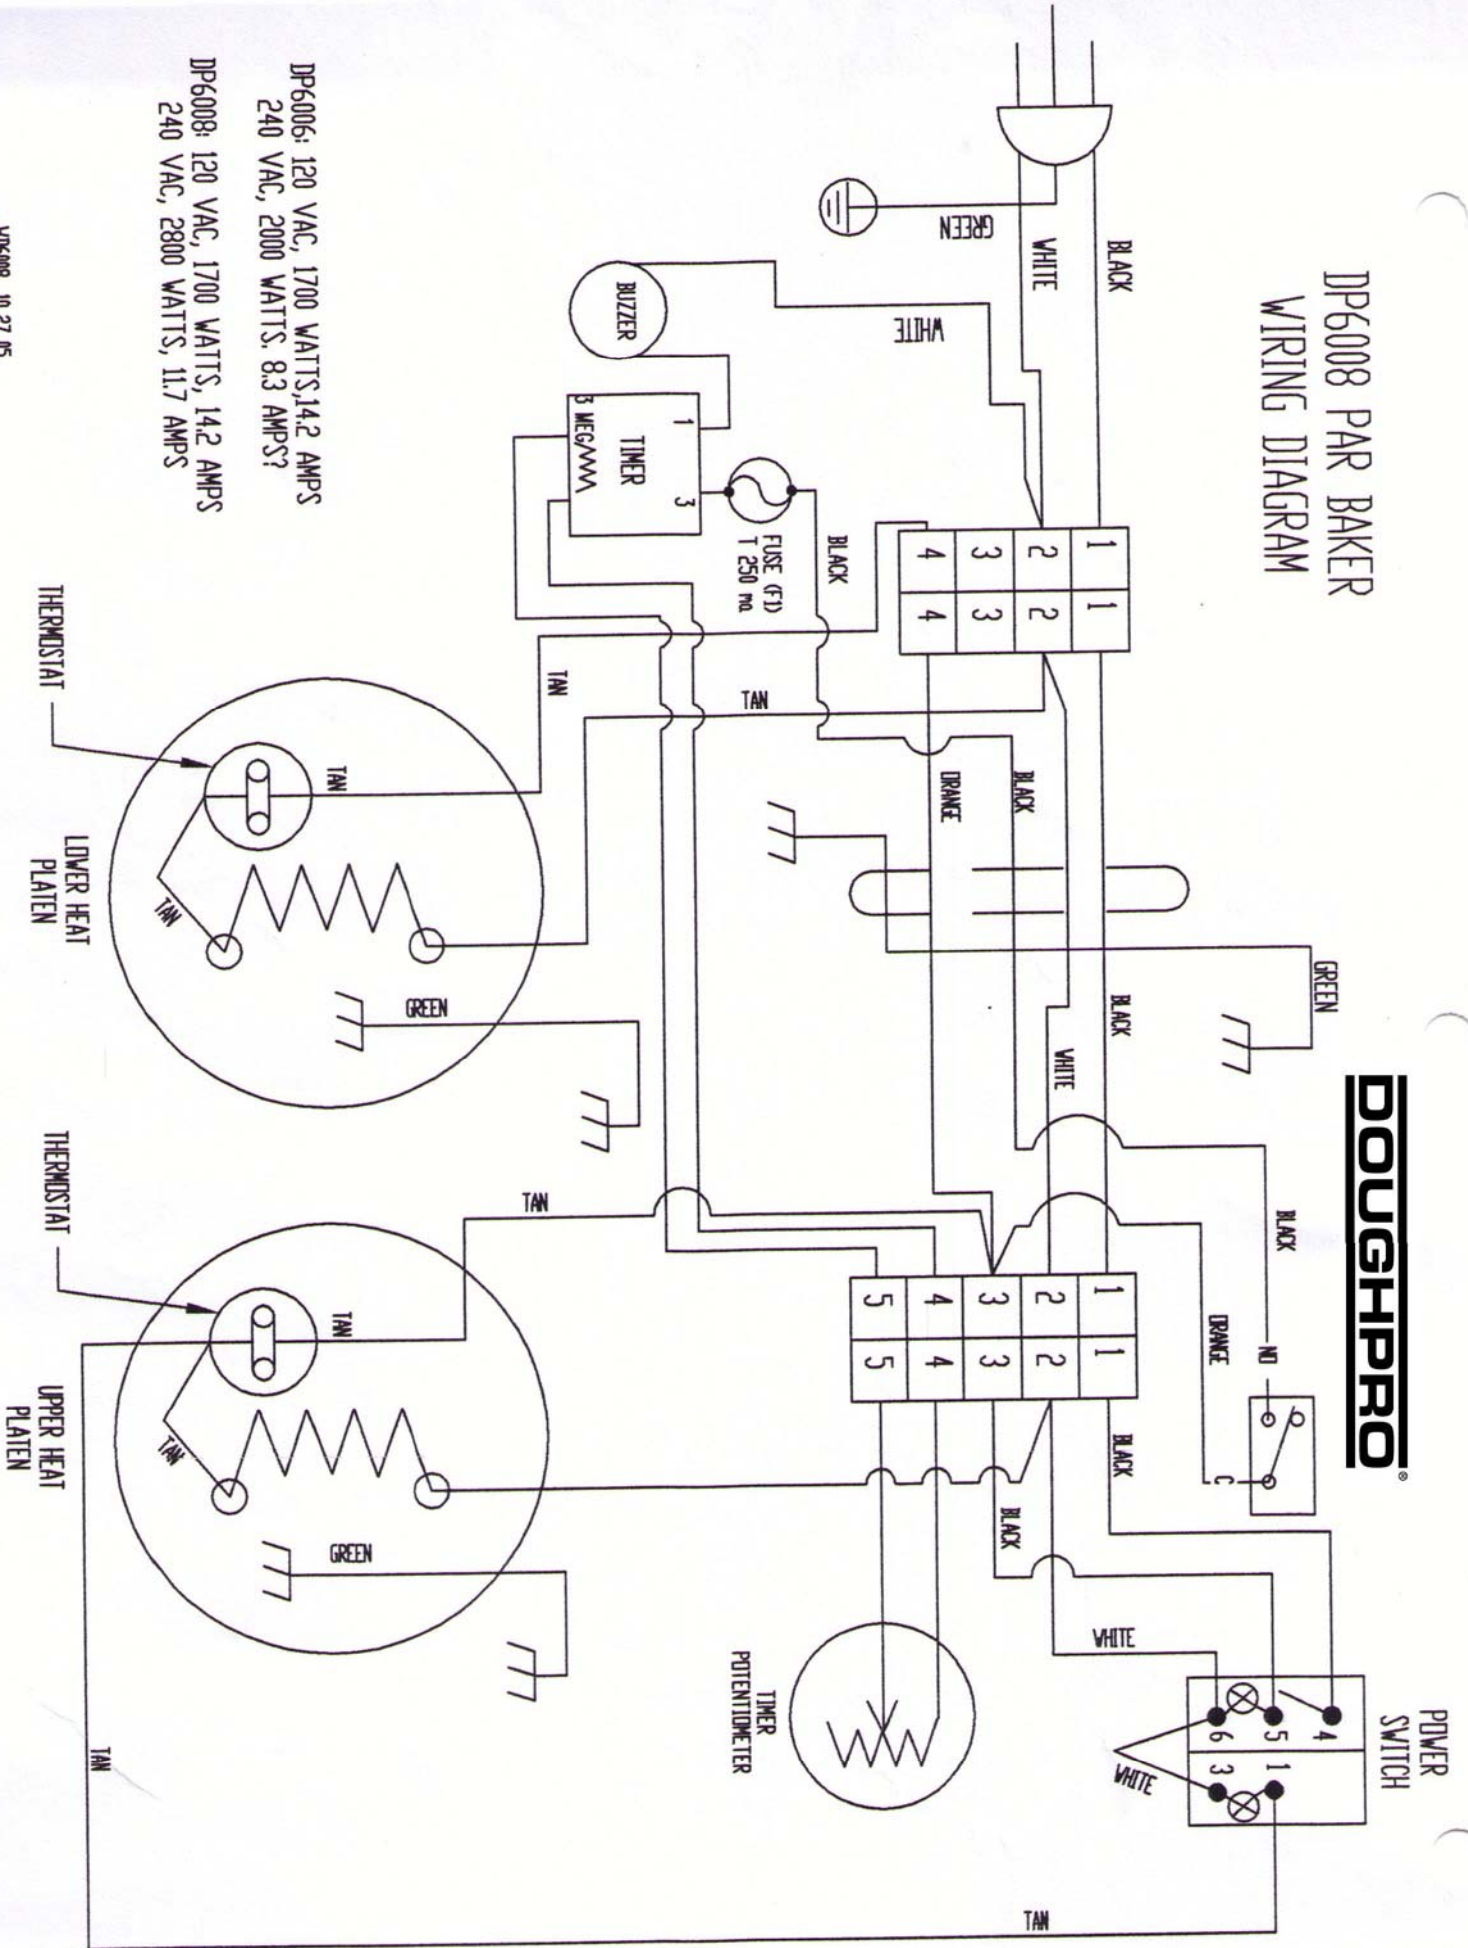 DP6008 PAR BAKER
WIRING DIAGRAM
DOUGHPRO®
BLACK
WHITE
GREEN
WHITE
BUZZER
1
3
TIMER
3 MEG
FUSE (F1)
T 250 ma
BLACK
1 1
2 2
3 3
4 4
TAN
TAN
ORANGE
BLACK
GREEN
BLACK
WHITE
BLACK
NO
C
ORANGE
1 1
2 2
3 3
4 4
5 5
BLACK
BLACK
WHITE
POWER
SWITCH
4
5
6
1
3
WHITE
TAN
TIMER
POTENTIOMETER
THERMOSTAT
TAN
TAN
GREEN
LOWER HEAT
PLATEN
THERMOSTAT
TAN
TAN
TAN
GREEN
UPPER HEAT
PLATEN
TAN
DP6006: 120 VAC, 1700 WATTS,14.2 AMPS
240 VAC, 2000 WATTS. 8.3 AMPS?
DP6008: 120 VAC, 1700 WATTS, 14.2 AMPS
240 VAC, 2800 WATTS, 11.7 AMPS
10 27 05